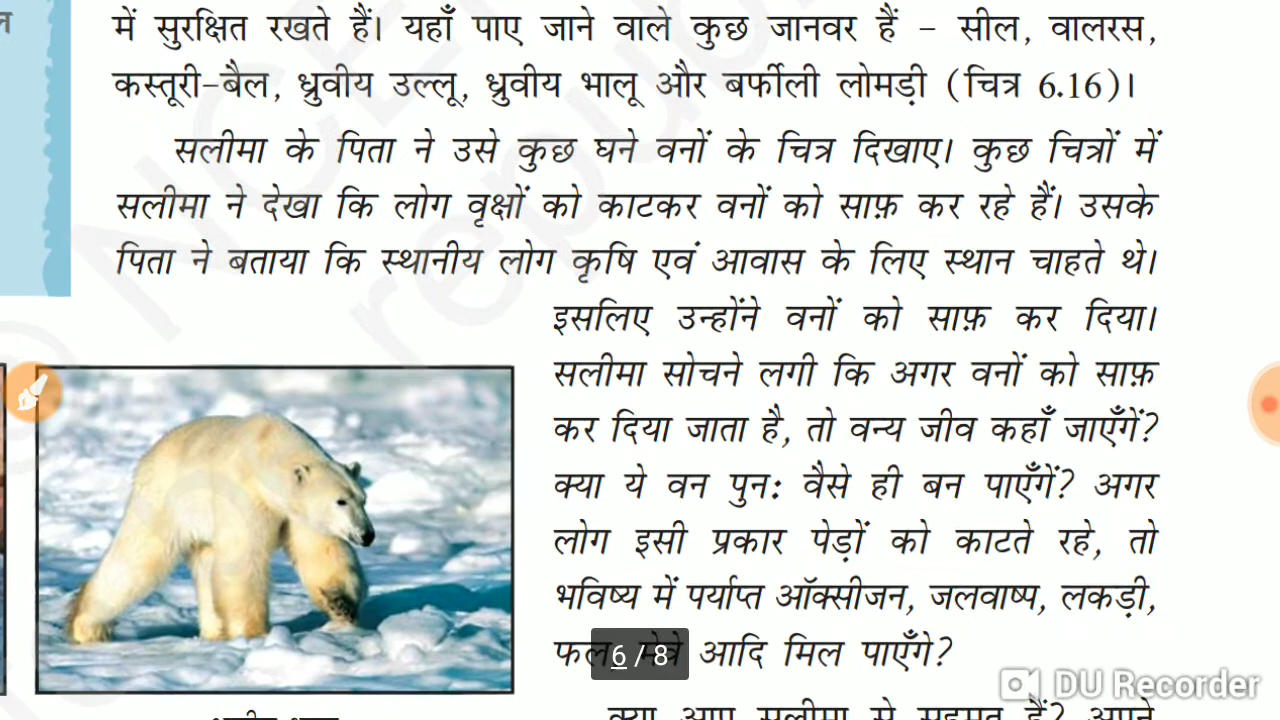 में सुरक्षित रखते हैं। यहाँ पाए जाने वाले कुछ जानवर हैं – सील, वालरस,
कस्तूरी-बैल, ध्रुवीय उल्लू, ध्रुवीय भालू और बर्फीली लोमड़ी (चित्र 6.16)।
सलीमा के पिता ने उसे कुछ घने वनों के चित्र दिखाए। कुछ चित्रों में
सलीमा ने देखा कि लोग वृक्षों को काटकर वनों को साफ़ कर रहे हैं। उसके
पिता ने बताया कि स्थानीय लोग कृषि एवं आवास के लिए स्थान चाहते थे।
इसलिए उन्होंने वनों को साफ़ कर दिया।
सलीमा सोचने लगी कि अगर वनों को साफ़
कर दिया जाता है, तो वन्य जीव कहाँ जाएँगें?
क्या ये वन पुनः वैसे ही बन पाएँगें? अगर
लोग इसी प्रकार पेड़ों को काटते रहे, तो
भविष्य में पर्याप्त ऑक्सीजन, जलवाष्प, लकड़ी,
फल, मेवे आदि मिल पाएँगे?
6 / 8
DU Recorder
क्या आप सलीमा से सहमत हैं? अपने